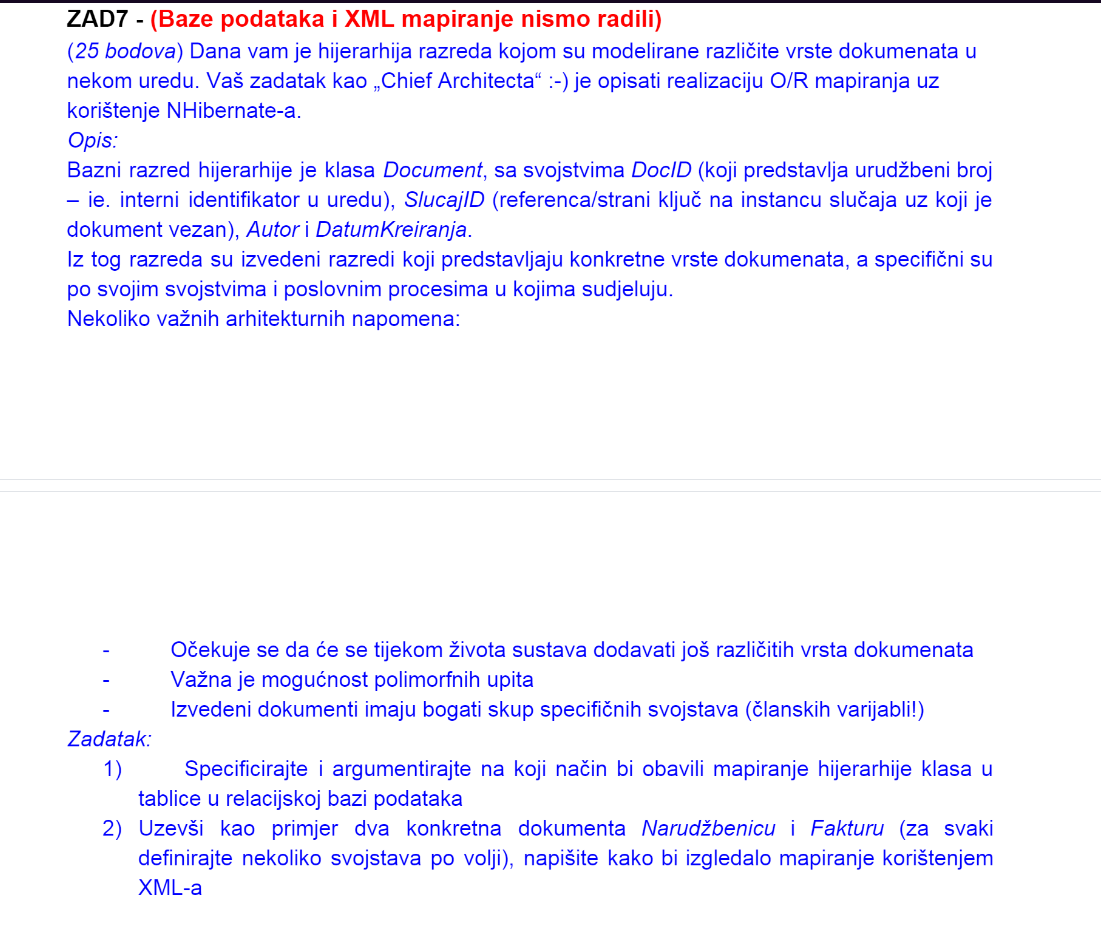 ZAD7 - (Baze podataka i XML mapiranje nismo radili)
(25 bodova) Dana vam je hijerarhija razreda kojom su modelirane različite vrste dokumenata u
nekom uredu. Vaš zadatak kao „Chief Architecta“ :-) je opisati realizaciju O/R mapiranja uz
korištenje NHibernate-a.
Opis:
Bazni razred hijerarhije je klasa Document, sa svojstvima DocID (koji predstavlja urudžbeni broj
– ie. interni identifikator u uredu), SlucajID (referenca/strani ključ na instancu slučaja uz koji je
dokument vezan), Autor i DatumKreiranja.
Iz tog razreda su izvedeni razredi koji predstavljaju konkretne vrste dokumenata, a specifični su
po svojim svojstvima i poslovnim procesima u kojima sudjeluju.
Nekoliko važnih arhitekturnih napomena:
- Očekuje se da će se tijekom života sustava dodavati još različitih vrsta dokumenata
- Važna je mogućnost polimorfnih upita
- Izvedeni dokumenti imaju bogati skup specifičnih svojstava (članskih varijabli!)
Zadatak:
1) Specificirajte i argumentirajte na koji način bi obavili mapiranje hijerarhije klasa u
tablice u relacijskoj bazi podataka
2) Uzevši kao primjer dva konkretna dokumenta Narudžbenicu i Fakturu (za svaki
definirajte nekoliko svojstava po volji), napišite kako bi izgledalo mapiranje korištenjem
XML-a